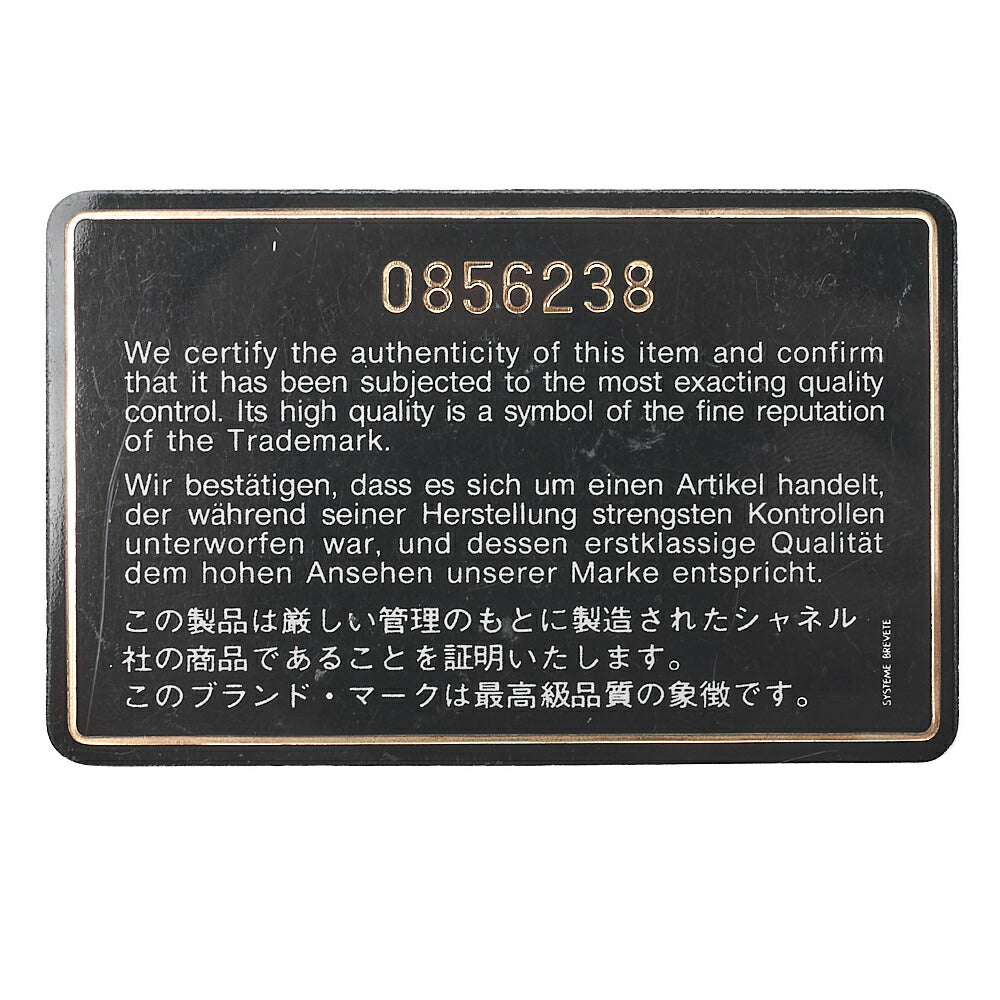 0856238
We certify the authenticity of this item and confirm
that it has been subjected to the most exacting quality
control. Its high quality is a symbol of the fine reputation
of the Trademark.
Wir bestätigen, dass es sich um einen Artikel handelt,
der während seiner Herstellung strengsten Kontrollen
unterworfen war, und dessen erstklassige Qualität
dem hohen Ansehen unserer Marke entspricht.
この製品は厳しい管理のもとに製造されたシャネル
社の商品であることを証明いたします。
このブランド・マークは最高級品質の象徴です。
SYSTEME BREVETE